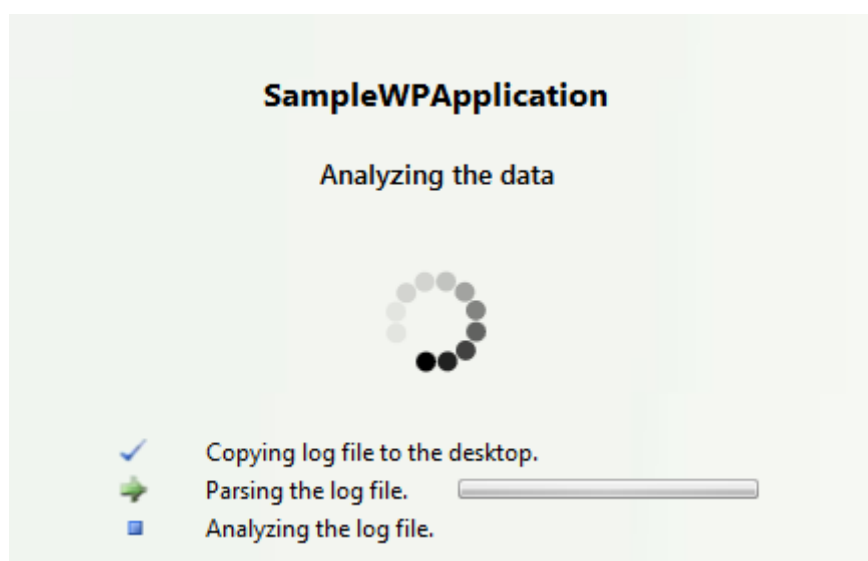 SampleWPApplication
Analyzing the data
Copying log file to the desktop.
Parsing the log file.
Analyzing the log file.